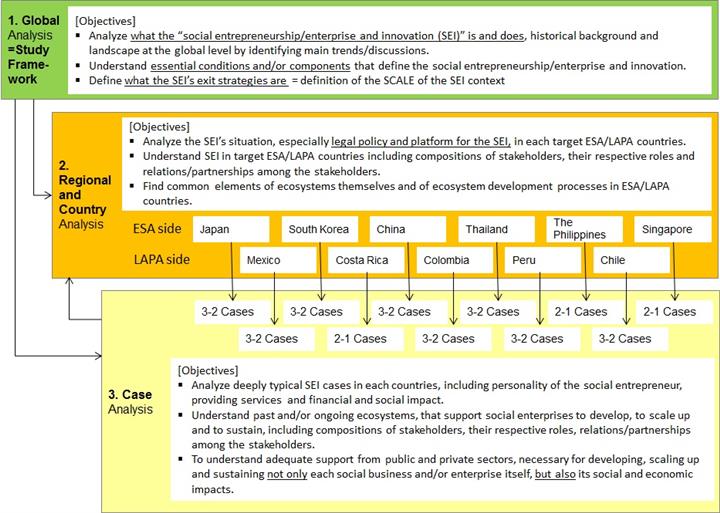 1. Global
Analysis
=Study
Frame-
work
[Objectives]
▪ Analyze what the “social entrepreneurship/enterprise and innovation (SEI)” is and does, historical background and
landscape at the global level by identifying main trends/discussions.
▪ Understand essential conditions and/or components that define the social entrepreneurship/enterprise and innovation.
▪ Define what the SEI’s exit strategies are = definition of the SCALE of the SEI context
2.
Regional
and
Country
Analysis
[Objectives]
▪ Analyze the SEI’s situation, especially legal policy and platform for the SEI, in each target ESA/LAPA countries.
▪ Understand SEI in target ESA/LAPA countries including compositions of stakeholders, their respective roles and
relations/partnerships among the stakeholders.
▪ Find common elements of ecosystems themselves and of ecosystem development processes in ESA/LAPA
countries.
ESA side
Japan
South Korea
China
Thailand
The
Philippines
Singapore
LAPA side
Mexico
Costa Rica
Colombia
Peru
Chile
3-2 Cases
3-2 Cases
3-2 Cases
3-2 Cases
2-1 Cases
2-1 Cases
3-2 Cases
2-1 Cases
3-2 Cases
3-2 Cases
3-2 Cases
3. Case
Analysis
[Objectives]
▪ Analyze deeply typical SEI cases in each countries, including personality of the social entrepreneur,
providing services and financial and social impact.
▪ Understand past and/or ongoing ecosystems, that support social enterprises to develop, to scale up
and to sustain, including compositions of stakeholders, their respective roles, relations/partnerships
among the stakeholders.
▪ To understand adequate support from public and private sectors, necessary for developing, scaling up
and sustaining not only each social business and/or enterprise itself, but also its social and economic
impacts.